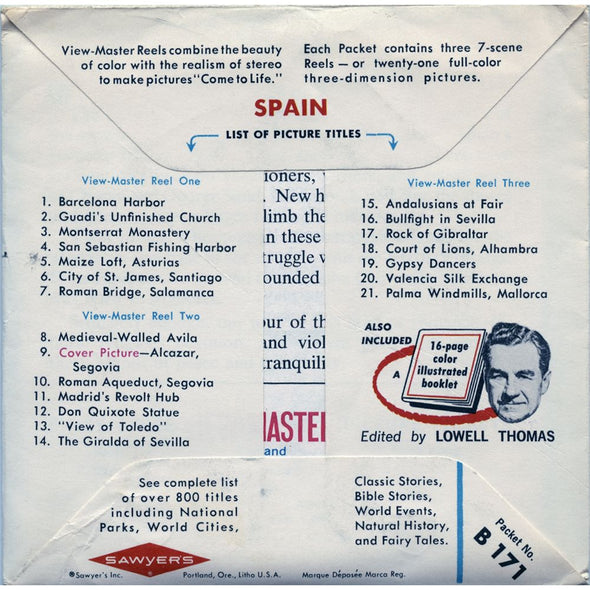 View-Master Reels combine the beauty
of color with the realism of stereo
to make pictures "Come to Life."
Each Packet contains three 7-scene
Reels — or twenty-one full-color
three-dimension pictures.
SPAIN
LIST OF PICTURE TITLES
View-Master Reel One
1. Barcelona Harbor
2. Guadi's Unfinished Church
3. Montserrat Monastery
4. San Sebastian Fishing Harbor
5. Maize Loft, Asturias
6. City of St. James, Santiago
7. Roman Bridge, Salamanca
View-Master Reel Two
8. Medieval-Walled Avila
9. Cover Picture—Alcazar,
Segovia
10. Roman Aqueduct, Segovia
11. Madrid's Revolt Hub
12. Don Quixote Statue
13. "View of Toledo"
14. The Giralda of Sevilla
ioners,
. New h
limb the
n these
truggle v
ounded
our of th
and viol
tranquili
MASTER
and
View-Master Reel Three
15. Andalusians at Fair
16. Bullfight in Sevilla
17. Rock of Gibraltar
18. Court of Lions, Alhambra
19. Gypsy Dancers
20. Valencia Silk Exchange
21. Palma Windmills, Mallorca
ALSO
INCLUDED
A
16-page
color
illustrated
booklet
Edited by LOWELL THOMAS
See complete list
of over 800 titles
including National
Parks, World Cities,
Classic Stories,
Bible Stories,
World Events,
Natural History,
and Fairy Tales.
Packet No.
B 171
SAWYER'S
®Sawyer's Inc.
Portland, Ore., Litho U.S.A.
Marque Déposée Marca Reg.